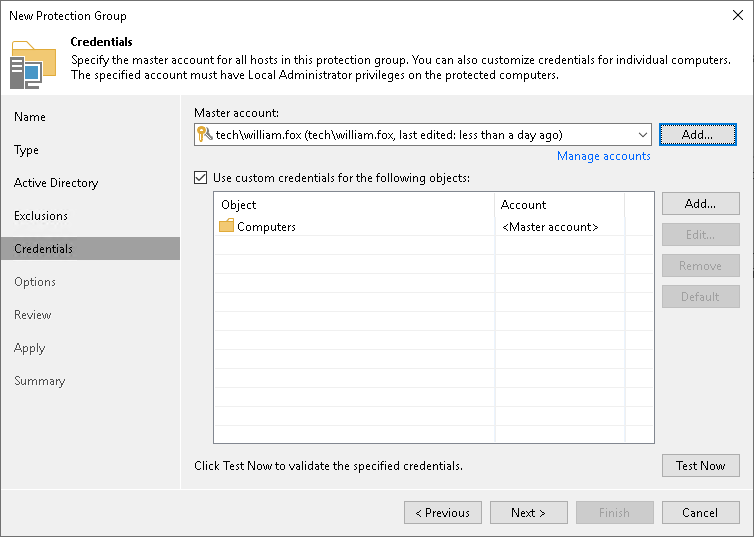 New Protection Group
Credentials
Specify the master account for all hosts in this protection group. You can also customize credentials for individual computers.
The specified account must have Local Administrator privileges on the protected computers.
Name
Type
Active Directory
Exclusions
Credentials
Options
Review
Apply
Summary
Master account:
tech\william.fox (tech\william.fox, last edited: less than a day ago)
Add...
Manage accounts
Use custom credentials for the following objects:
Object Account
Computers <Master account>
Add...
Edit...
Remove
Default
Click Test Now to validate the specified credentials.
Test Now
< Previous
Next >
Finish
Cancel